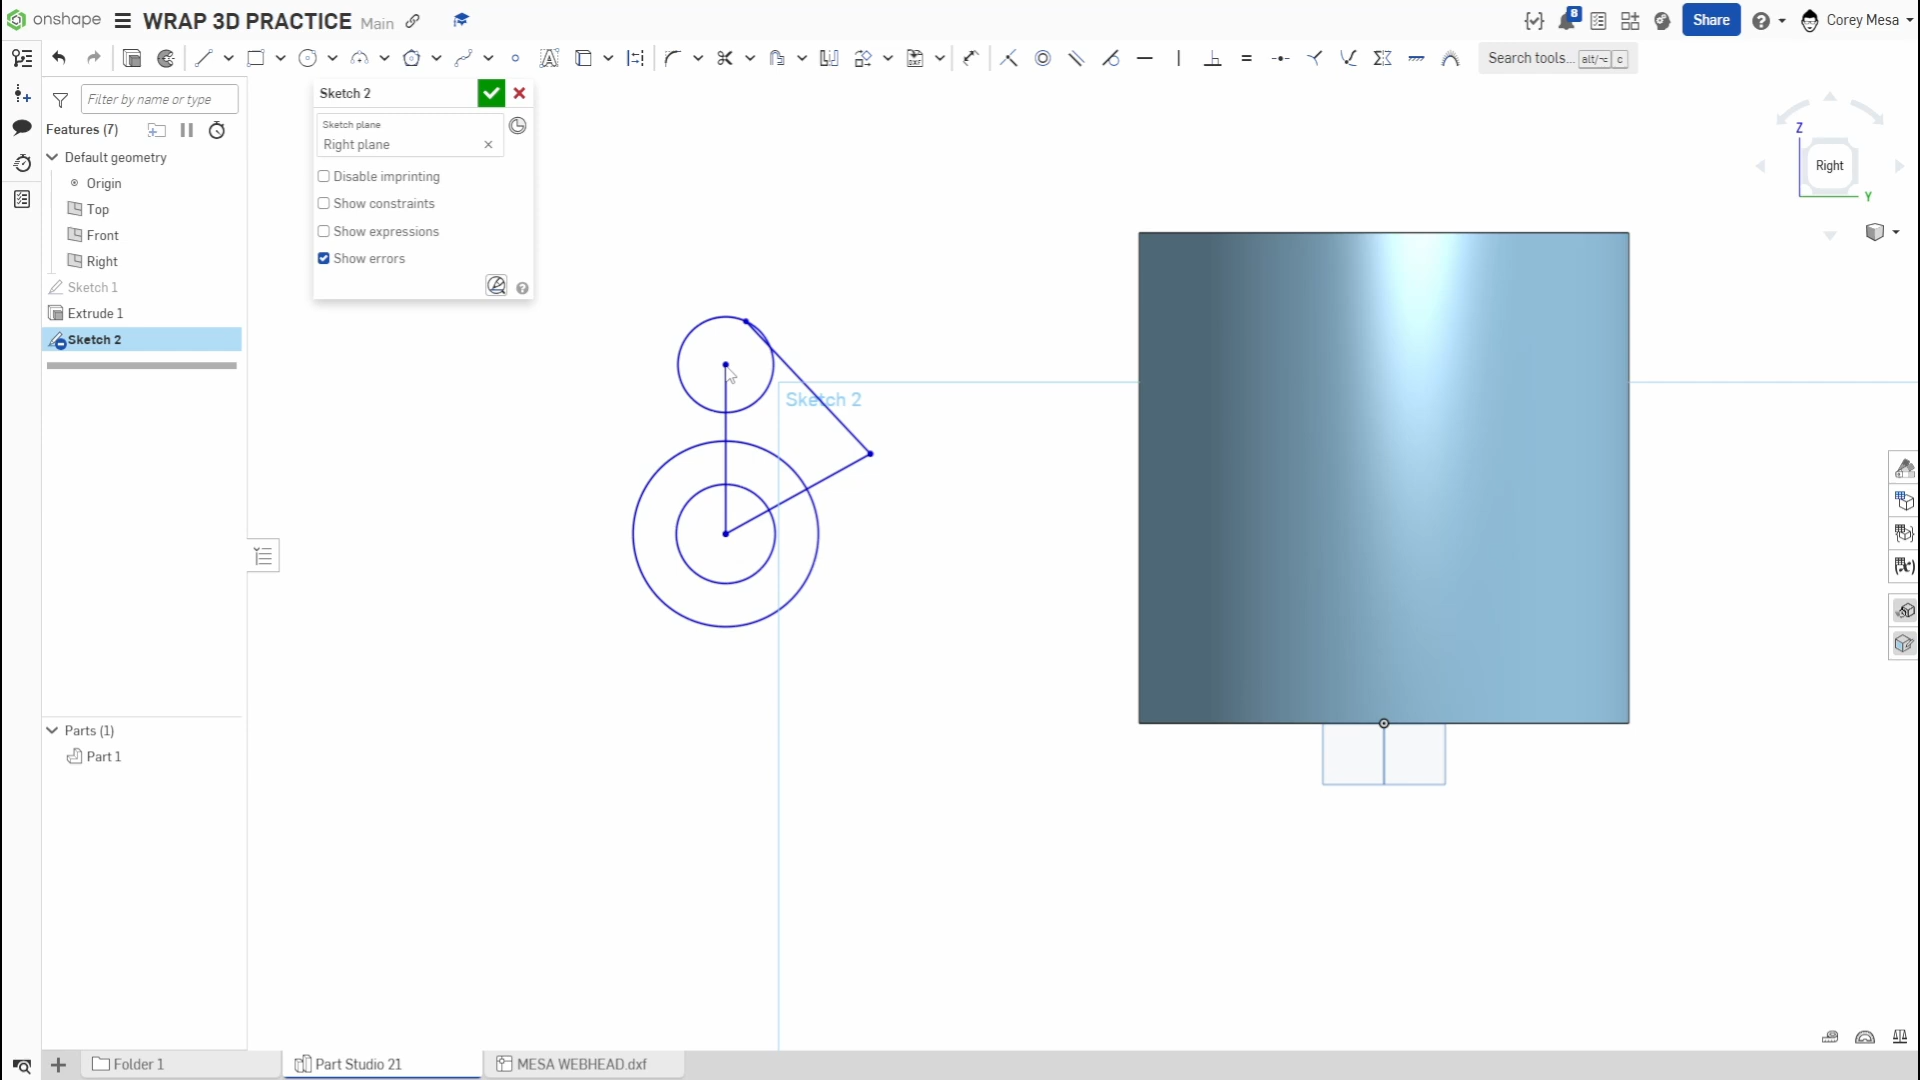 onshape WRAP 3D PRACTICE Main 8 Share Corey Mesa
Search tools... alt/⌥ c
Filter by name or type
Features (7)
Default geometry
Origin
Top
Front
Right
Sketch 1
Extrude 1
Sketch 2
Sketch 2
Sketch plane
Right plane
Disable imprinting
Show constraints
Show expressions
Show errors
Sketch 2
Z
Right
Y
Parts (1)
Part 1
Folder 1
Part Studio 21
MESA WEBHEAD.dxf